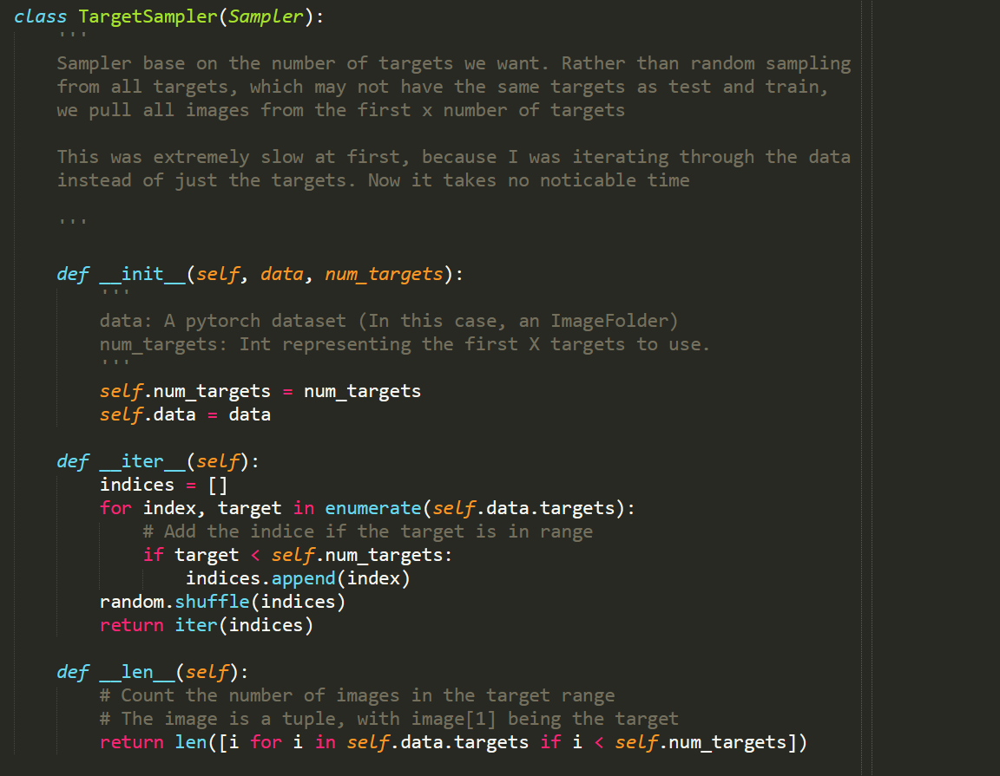 class TargetSampler(Sampler):
    '''
    Sampler base on the number of targets we want. Rather than random sampling
    from all targets, which may not have the same targets as test and train,
    we pull all images from the first x number of targets

    This was extremely slow at first, because I was iterating through the data
    instead of just the targets. Now it takes no noticable time

    '''

    def __init__(self, data, num_targets):
        '''
        data: A pytorch dataset (In this case, an ImageFolder)
        num_targets: Int representing the first X targets to use.
        '''
        self.num_targets = num_targets
        self.data = data

    def __iter__(self):
        indices = []
        for index, target in enumerate(self.data.targets):
            # Add the indice if the target is in range
            if target < self.num_targets:
                indices.append(index)
        random.shuffle(indices)
        return iter(indices)

    def __len__(self):
        # Count the number of images in the target range
        # The image is a tuple, with image[1] being the target
        return len([i for i in self.data.targets if i < self.num_targets])